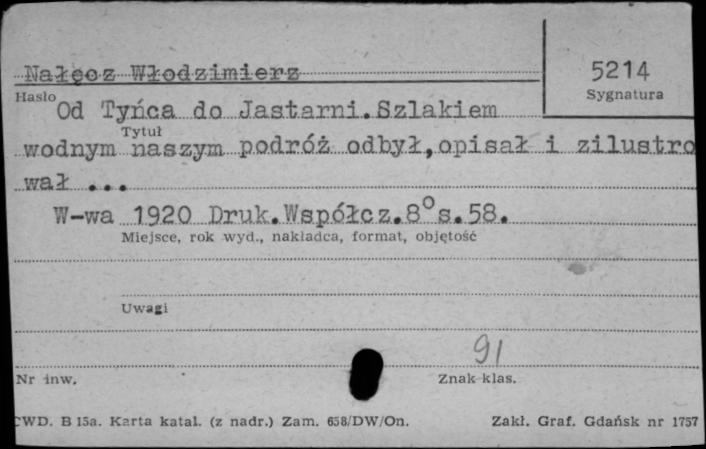 Nałęcz Włodzimierz
5214
Hasło
Sygnatura
Od Tyńca do Jastarni.Szlakiem
Tytuł
wodnym naszym podróż odbył,opisał i zilustro
wał ...
W-wa 1920 Druk.Współcz.8°s.58.
Miejsce, rok wyd., nakładca, format, objętość
Uwagi
91
Nr inw.
Znak klas.
CWD. B 15a. Karta katal. (z nadr.) Zam. 658/DW/On.
Zakł. Graf. Gdańsk nr 1757